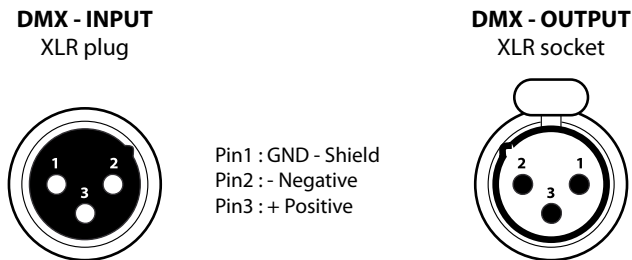 DMX - INPUT
XLR plug
DMX - OUTPUT
XLR socket
1 2
3
Pin1 : GND - Shield
Pin2 : - Negative
Pin3 : + Positive
2 1
3